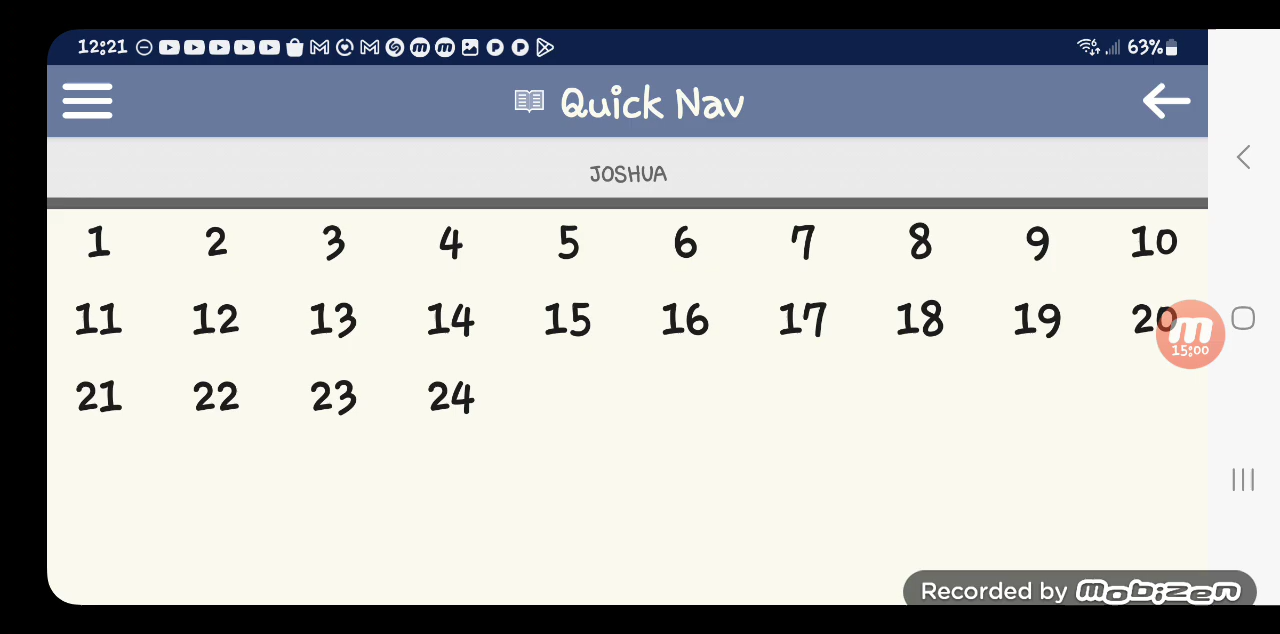 12:21 63%
Quick Nav
JOSHUA
1 2 3 4 5 6 7 8 9 10
11 12 13 14 15 16 17 18 19 20
m
15:00
21 22 23 24
Recorded by mobizen